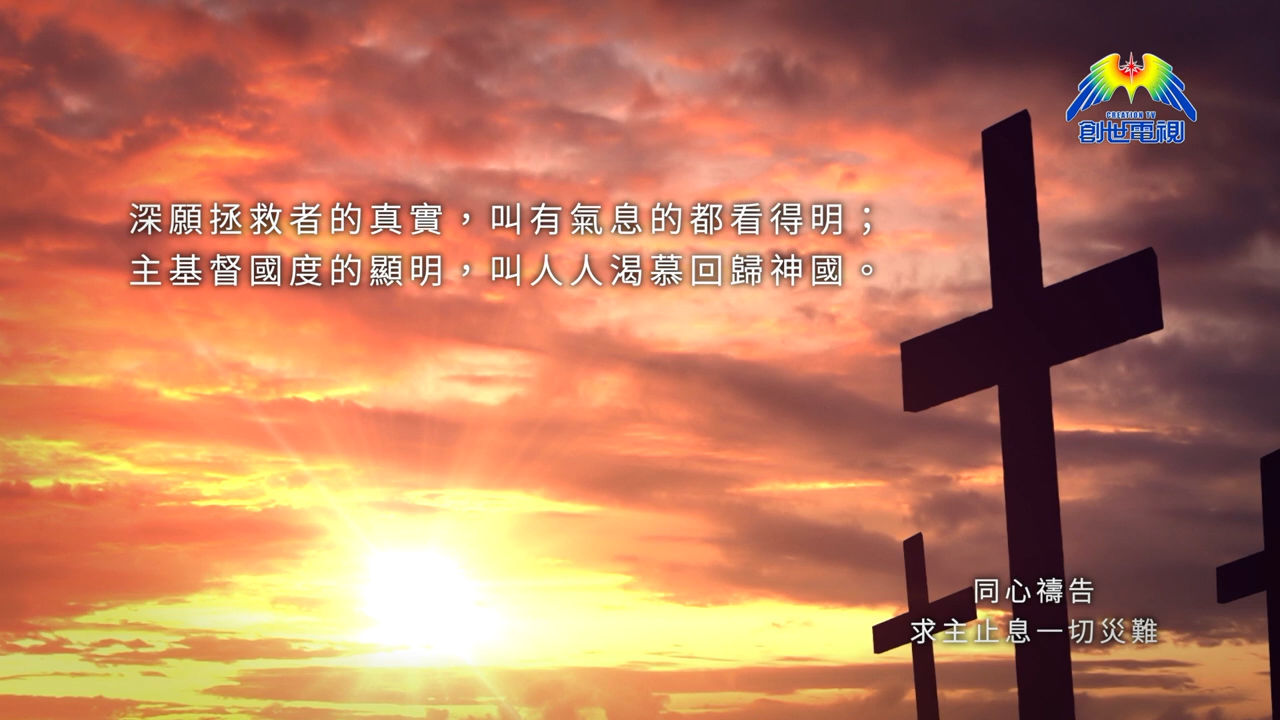 CREATION TV
創世電視
深願拯救者的真實，叫有氣息的都看得明；
主基督國度的顯明，叫人人渴慕回歸神國。
同心禱告
求主止息一切災難